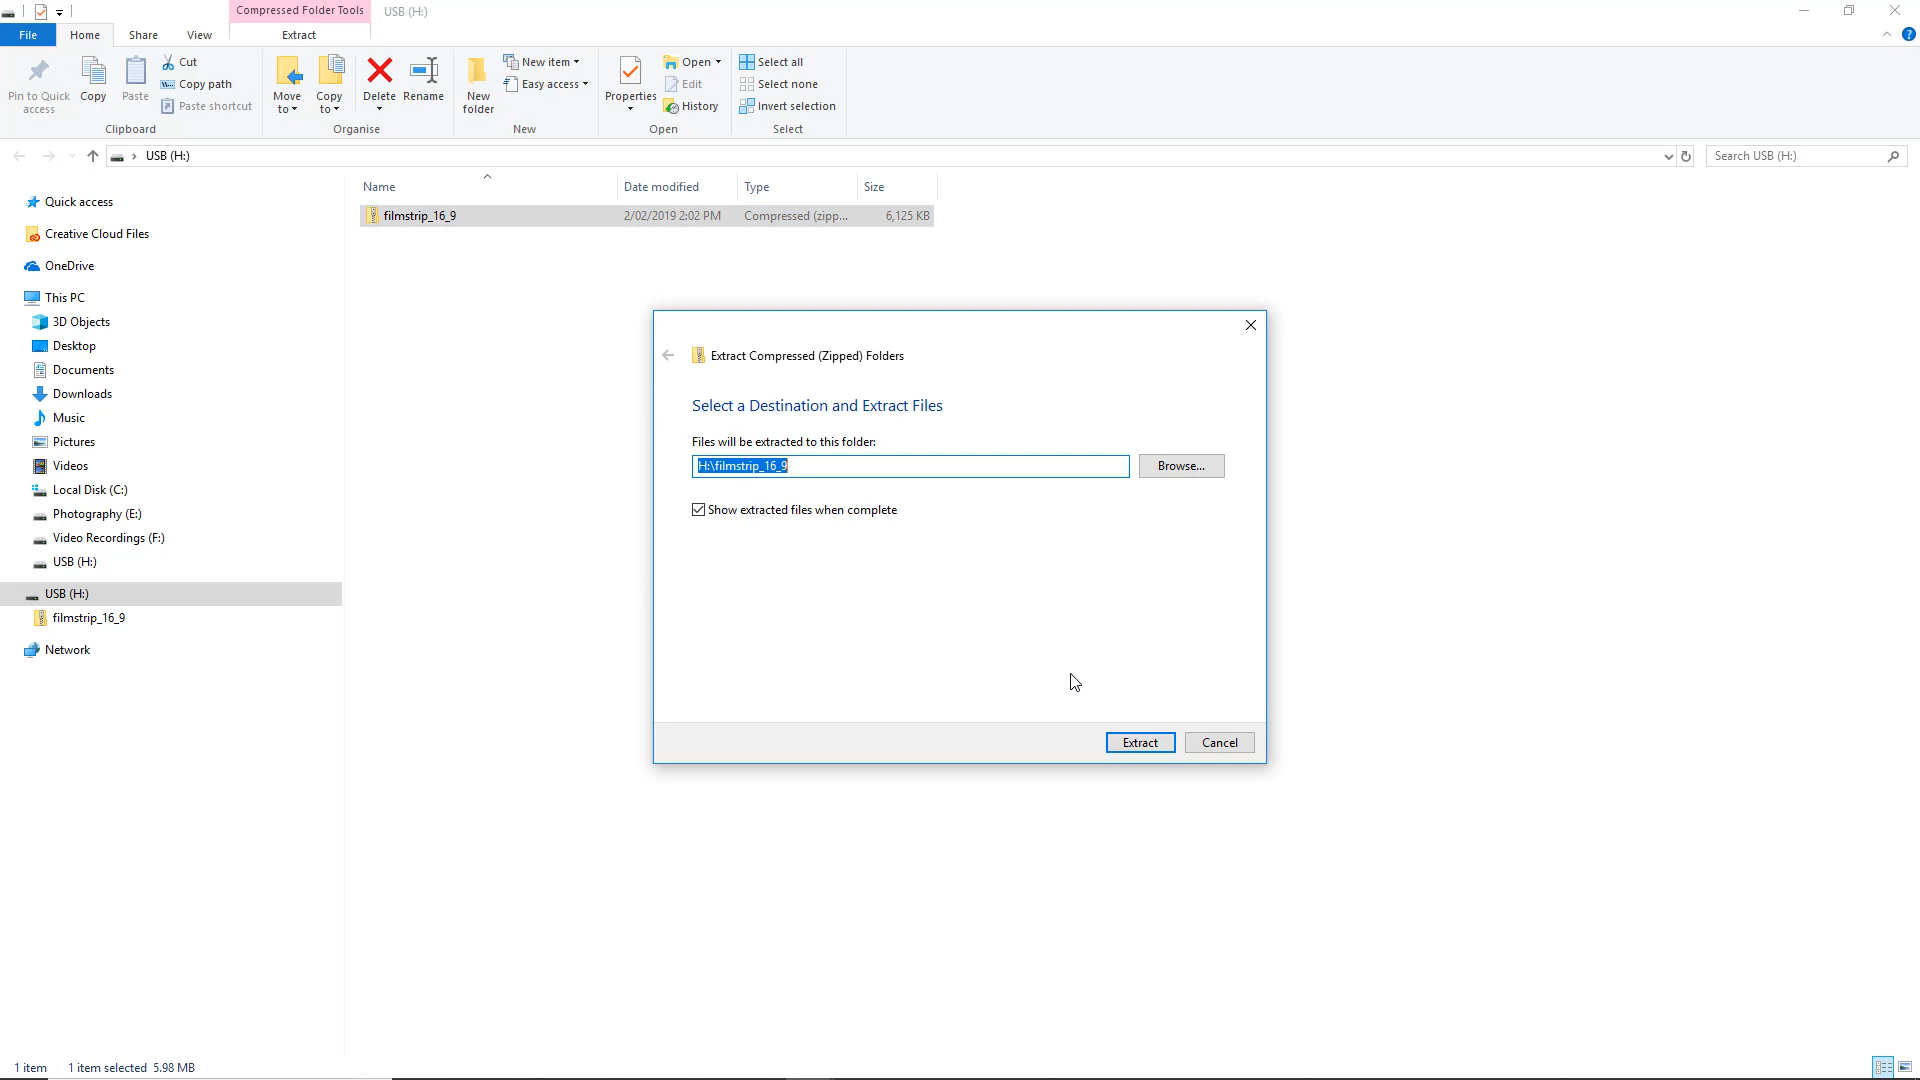 Compressed Folder Tools
USB (H:)
File
Home
Share
View
Extract
Pin to Quick access
Copy
Paste
Cut
Copy path
Paste shortcut
Clipboard
Move to
Copy to
Delete
Rename
Organise
New folder
New item
Easy access
New
Properties
Open
Edit
History
Open
Select all
Select none
Invert selection
Select
USB (H:)
Search USB (H:)
Name
Date modified
Type
Size
filmstrip_16_9
2/02/2019 2:02 PM
Compressed (zipp...
6,125 KB
Quick access
Creative Cloud Files
OneDrive
This PC
3D Objects
Desktop
Documents
Downloads
Music
Pictures
Videos
Local Disk (C:)
Photography (E:)
Video Recordings (F:)
USB (H:)
USB (H:)
filmstrip_16_9
Network
Extract Compressed (Zipped) Folders
Select a Destination and Extract Files
Files will be extracted to this folder:
H:\filmstrip_16_9
Browse...
Show extracted files when complete
Extract
Cancel
1 item
1 item selected 5.98 MB